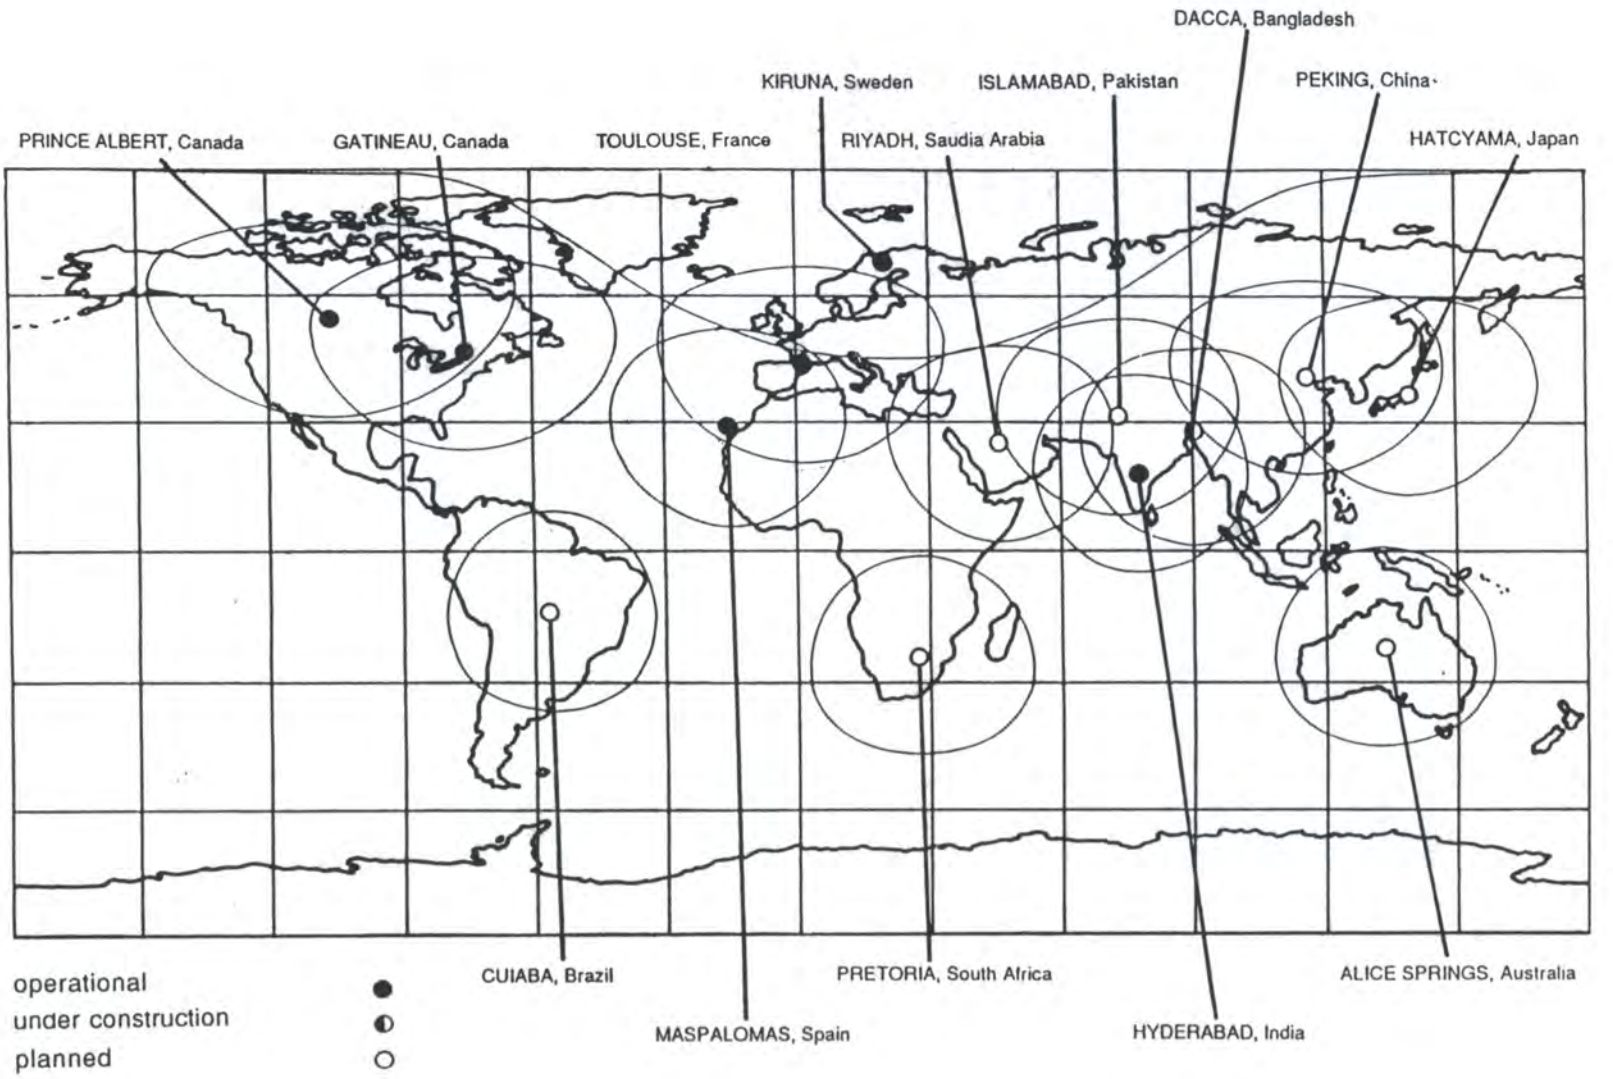 DACCA, Bangladesh
KIRUNA, Sweden
ISLAMABAD, Pakistan
PEKING, China
PRINCE ALBERT, Canada
GATINEAU, Canada
TOULOUSE, France
RIYADH, Saudia Arabia
HATCYAMA, Japan
CUIABA, Brazil
PRETORIA, South Africa
ALICE SPRINGS, Australia
MASPALOMAS, Spain
HYDERABAD, India
operational
under construction
planned